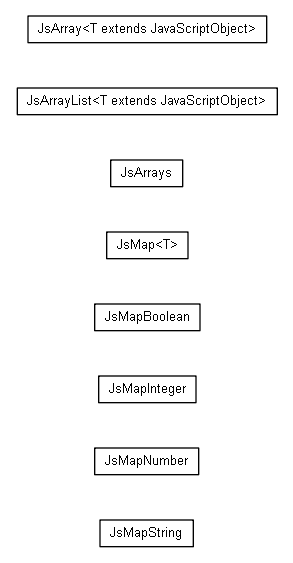 JsArray<T extends JavaScriptObject>
JsArrayList<T extends JavaScriptObject>
JsArrays
JsMap<T>
JsMapBoolean
JsMapInteger
JsMapNumber
JsMapString